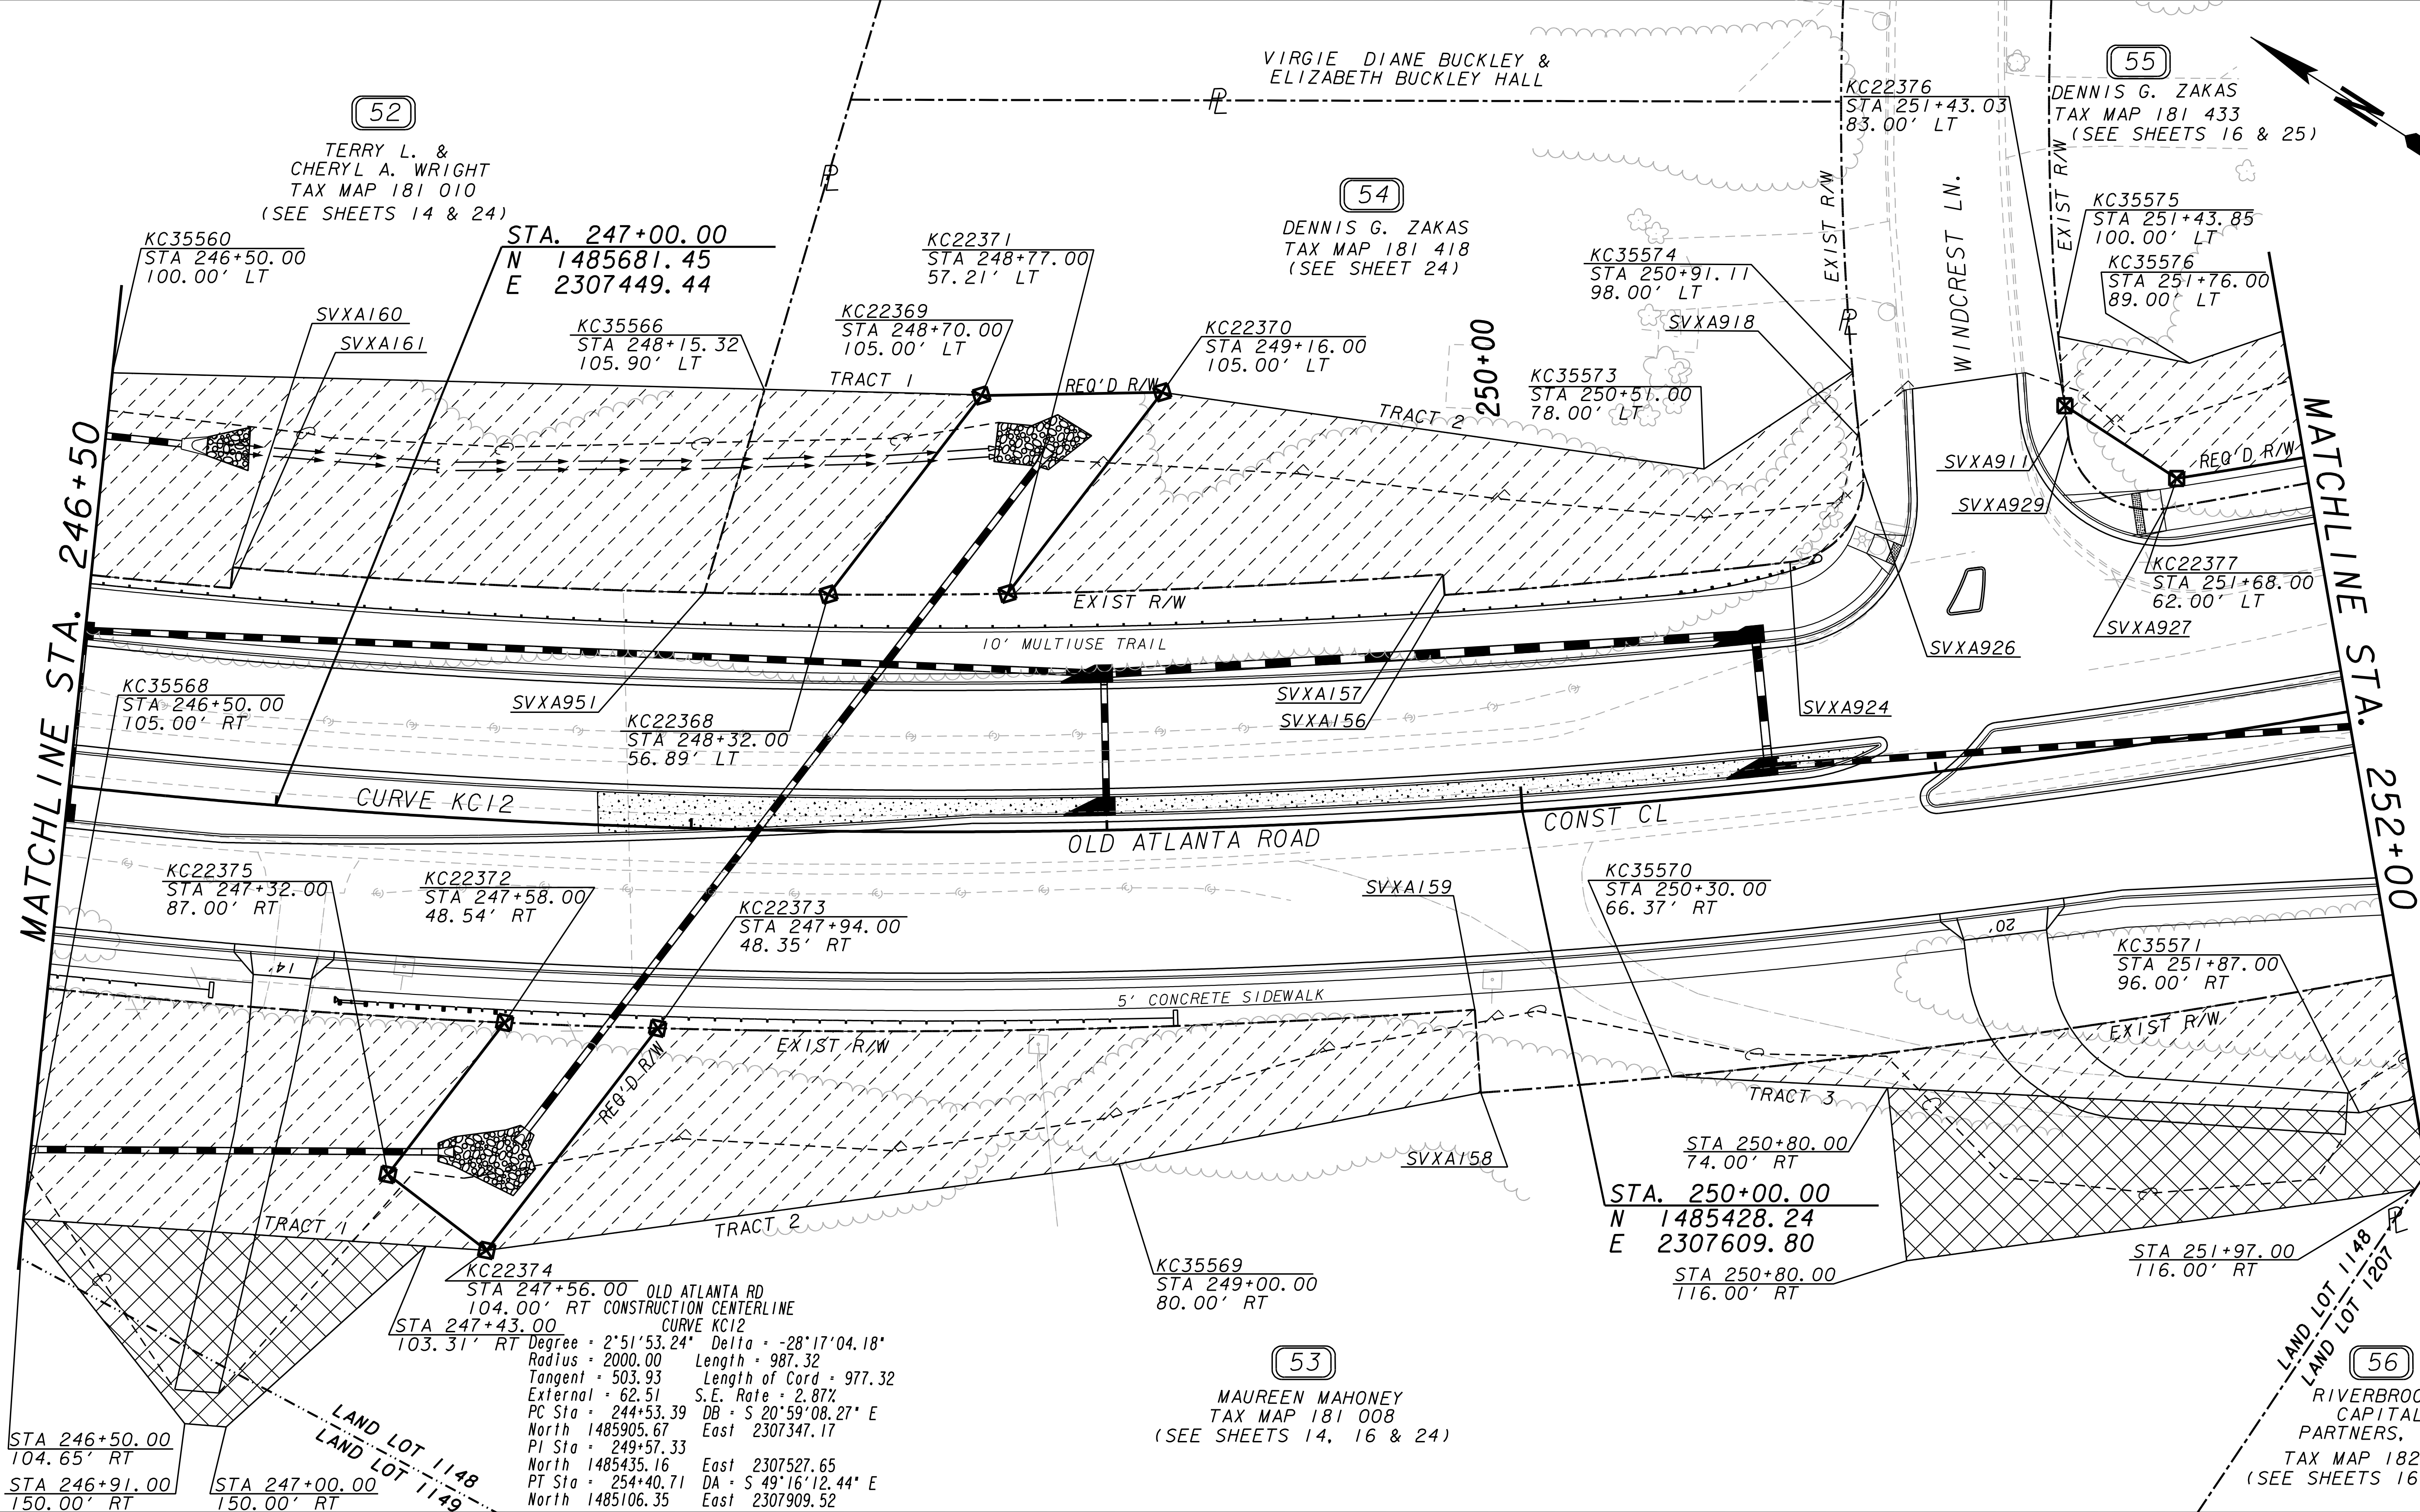 VIRGIE DIANE BUCKLEY &
ELIZABETH BUCKLEY HALL
52
TERRY L. &
CHERYL A. WRIGHT
TAX MAP 181 010
(SEE SHEETS 14 & 24)
54
DENNIS G. ZAKAS
TAX MAP 181 418
(SEE SHEET 24)
55
DENNIS G. ZAKAS
TAX MAP 181 433
(SEE SHEETS 16 & 25)
N
KC22376
STA 251+43.03
83.00' LT
KC35560
STA 246+50.00
100.00' LT
STA. 247+00.00
N 1485681.45
E 2307449.44
KC22371
STA 248+77.00
57.21' LT
KC22369
STA 248+70.00
105.00' LT
KC22370
STA 249+16.00
105.00' LT
KC35566
STA 248+15.32
105.90' LT
SVXA160
SVXA161
KC35574
STA 250+91.11
98.00' LT
SVXA918
KC35573
STA 250+51.00
78.00' LT
KC35575
STA 251+43.85
100.00' LT
KC35576
STA 251+76.00
89.00' LT
EXIST R/W
EXIST R/W
WINDCREST LN.
250+00
TRACT 1
REQ'D R/W
TRACT 2
SVXA911
SVXA929
REQ'D R/W
KC22377
STA 251+68.00
62.00' LT
SVXA927
SVXA926
SVXA924
MATCHLINE STA. 246+50
MATCHLINE STA. 252+00
EXIST R/W
10' MULTIUSE TRAIL
KC35568
STA 246+50.00
105.00' RT
SVXA951
KC22368
STA 248+32.00
56.89' LT
SVXA157
SVXA156
CURVE KC12
CONST CL
OLD ATLANTA ROAD
KC22375
STA 247+32.00
87.00' RT
KC22372
STA 247+58.00
48.54' RT
KC22373
STA 247+94.00
48.35' RT
SVXA159
KC35570
STA 250+30.00
66.37' RT
KC35571
STA 251+87.00
96.00' RT
14'
20'
5' CONCRETE SIDEWALK
EXIST R/W
EXIST R/W
REQ'D R/W
TRACT 3
SVXA158
STA 250+80.00
74.00' RT
STA. 250+00.00
N 1485428.24
E 2307609.80
STA 250+80.00
116.00' RT
STA 251+97.00
116.00' RT
TRACT 1
TRACT 2
KC22374
STA 247+56.00
104.00' RT
STA 247+43.00
103.31' RT
KC35569
STA 249+00.00
80.00' RT
OLD ATLANTA RD
CONSTRUCTION CENTERLINE
CURVE KC12
Degree = 2°51'53.24" Delta = -28°17'04.18"
Radius = 2000.00 Length = 987.32
Tangent = 503.93 Length of Cord = 977.32
External = 62.51 S.E. Rate = 2.87%
PC Sta = 244+53.39 DB = S 20°59'08.27" E
North 1485905.67 East 2307347.17
PI Sta = 249+57.33
North 1485435.16 East 2307527.65
PT Sta = 254+40.71 DA = S 49°16'12.44" E
North 1485106.35 East 2307909.52
53
MAUREEN MAHONEY
TAX MAP 181 008
(SEE SHEETS 14, 16 & 24)
LAND LOT 1148
LAND LOT 1207
56
RIVERBROO
CAPITAL
PARTNERS,
TAX MAP 182
(SEE SHEETS 16
LAND LOT 1148
LAND LOT 1149
STA 246+50.00
104.65' RT
STA 246+91.00
150.00' RT
STA 247+00.00
150.00' RT